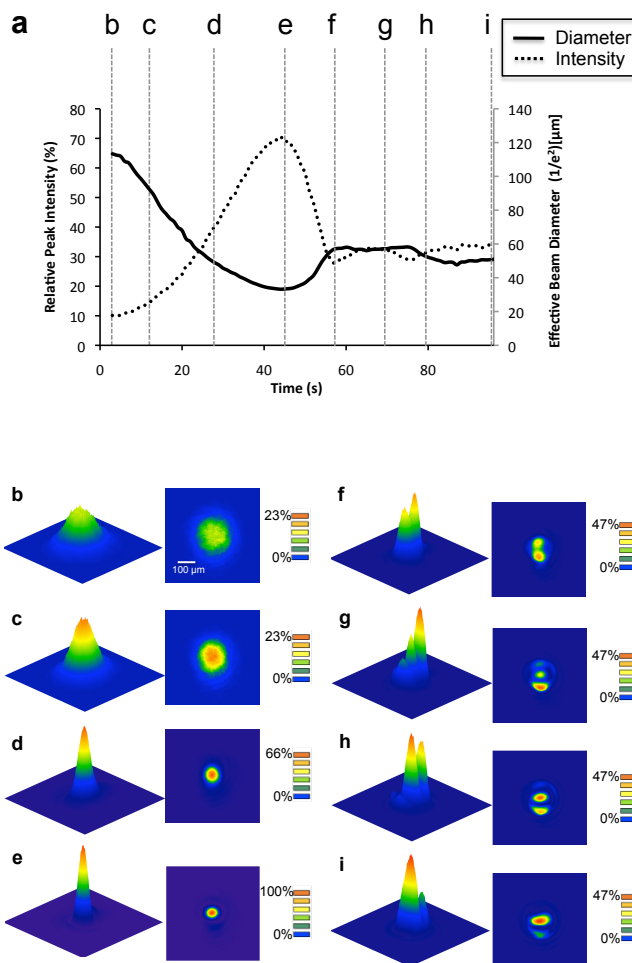 a
b c d e f g h i
Diameter
Intensity
Relative Peak Intensity (%)
80
70
60
50
40
30
20
10
0
140
120
100
80
60
40
20
0
Effective Beam Diameter (1/e²)[µm]
0 20 40 60 80
Time (s)
b
23%
0%
100 µm
c
23%
0%
d
66%
0%
e
100%
0%
f
47%
0%
g
47%
0%
h
47%
0%
i
47%
0%